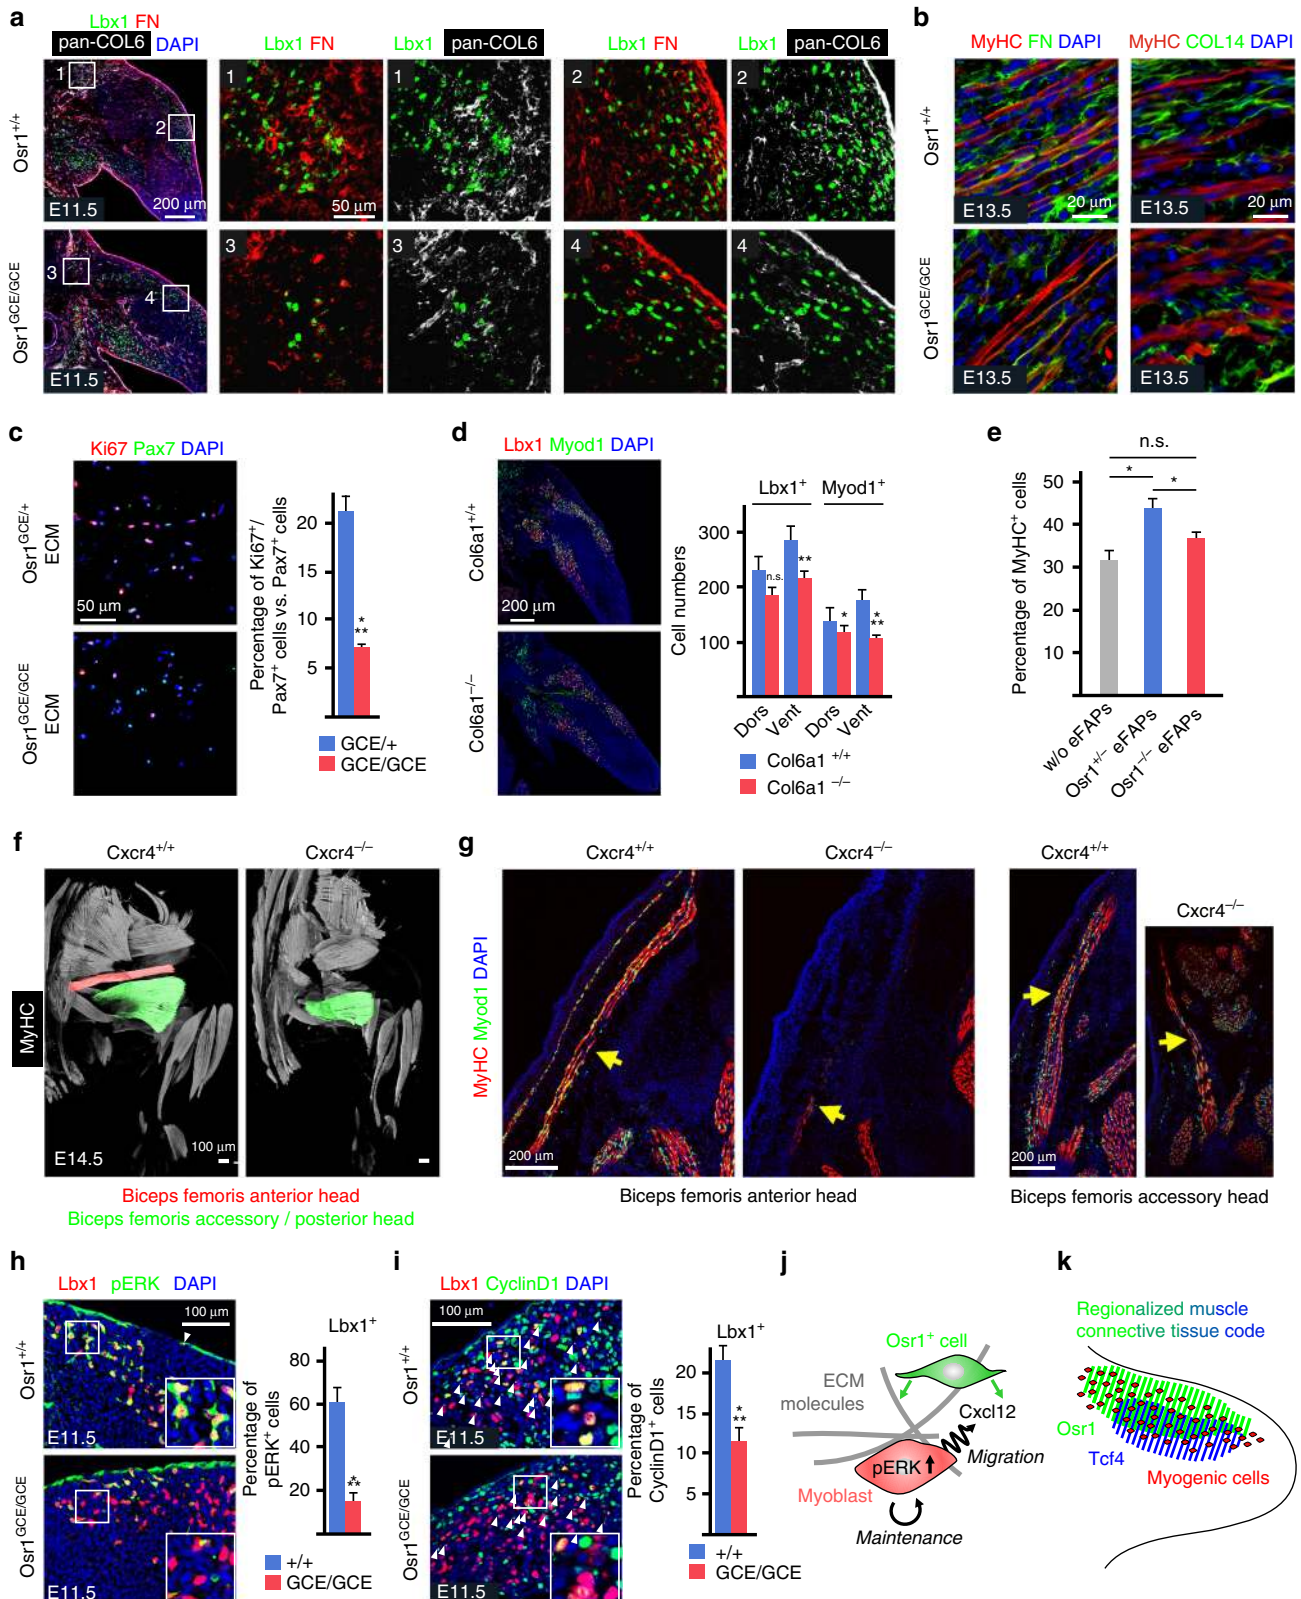 a
Lbx1 FN
pan-COL6 DAPI
Lbx1 FN
Lbx1 pan-COL6
Lbx1 FN
Lbx1 pan-COL6
Osr1+/+
1
2
200 µm
E11.5
1
50 µm
1
2
2
Osr1GCE/GCE
3
4
E11.5
3
3
4
4
b
MyHC FN DAPI
MyHC COL14 DAPI
Osr1+/+
E13.5
20 µm
E13.5
20 µm
Osr1GCE/GCE
E13.5
E13.5
c
Ki67 Pax7 DAPI
Osr1GCE/+
ECM
50 µm
Osr1GCE/GCE
ECM
Percentage of Ki67+/
Pax7+ cells vs. Pax7+ cells
20
15
10
5
*
**
GCE/+
GCE/GCE
d
Lbx1 Myod1 DAPI
Col6a1+/+
200 µm
Col6a1−/−
Cell numbers
Lbx1+
Myod1+
300
200
100
n.s.
**
*
*
**
Dors
Vent
Dors
Vent
Col6a1 +/+
Col6a1 −/−
e
n.s.
*
*
Percentage of MyHC+ cells
50
40
30
20
10
w/o eFAPs
Osr1+/− eFAPs
Osr1−/− eFAPs
f
Cxcr4+/+
Cxcr4−/−
MyHC
E14.5
100 µm
Biceps femoris anterior head
Biceps femoris accessory / posterior head
g
Cxcr4+/+
Cxcr4−/−
Cxcr4+/+
Cxcr4−/−
MyHC Myod1 DAPI
200 µm
200 µm
Biceps femoris anterior head
Biceps femoris accessory head
h
Lbx1 pERK DAPI
100 µm
Osr1+/+
E11.5
Osr1GCE/GCE
E11.5
Lbx1+
Percentage of
pERK+ cells
80
60
40
20
*
**
+/+
GCE/GCE
i
Lbx1 CyclinD1 DAPI
100 µm
Osr1+/+
E11.5
Osr1GCE/GCE
E11.5
Lbx1+
Percentage of
CyclinD1+ cells
20
15
10
5
*
**
+/+
GCE/GCE
j
Osr1+ cell
ECM
molecules
Cxcl12
Migration
pERK
Myoblast
Maintenance
k
Regionalized muscle
connective tissue code
Osr1
Tcf4
Myogenic cells